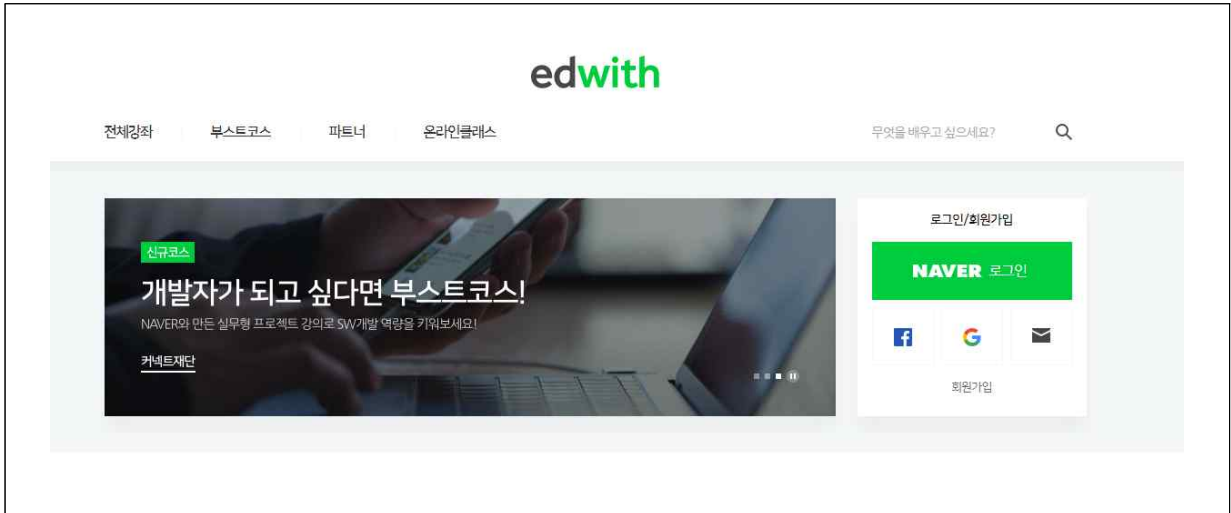 edwith
전체강좌 부스트코스 파트너 온라인클래스 무엇을 배우고 싶으세요?
신규코스
개발자가 되고 싶다면 부스트코스!
NAVER와 만든 실무형 프로젝트 강의로 SW개발 역량을 키워보세요!
커넥트재단
로그인/회원가입
NAVER 로그인
회원가입